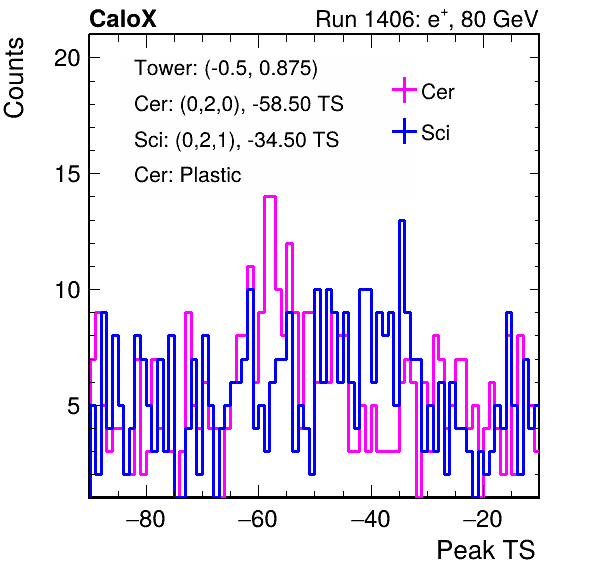 CaloX Run 1406: e⁺, 80 GeV
Counts
Tower: (-0.5, 0.875)
Cer: (0,2,0), -58.50 TS
Sci: (0,2,1), -34.50 TS
Cer: Plastic
Cer
Sci
20
15
10
5
−80 −60 −40 −20
Peak TS